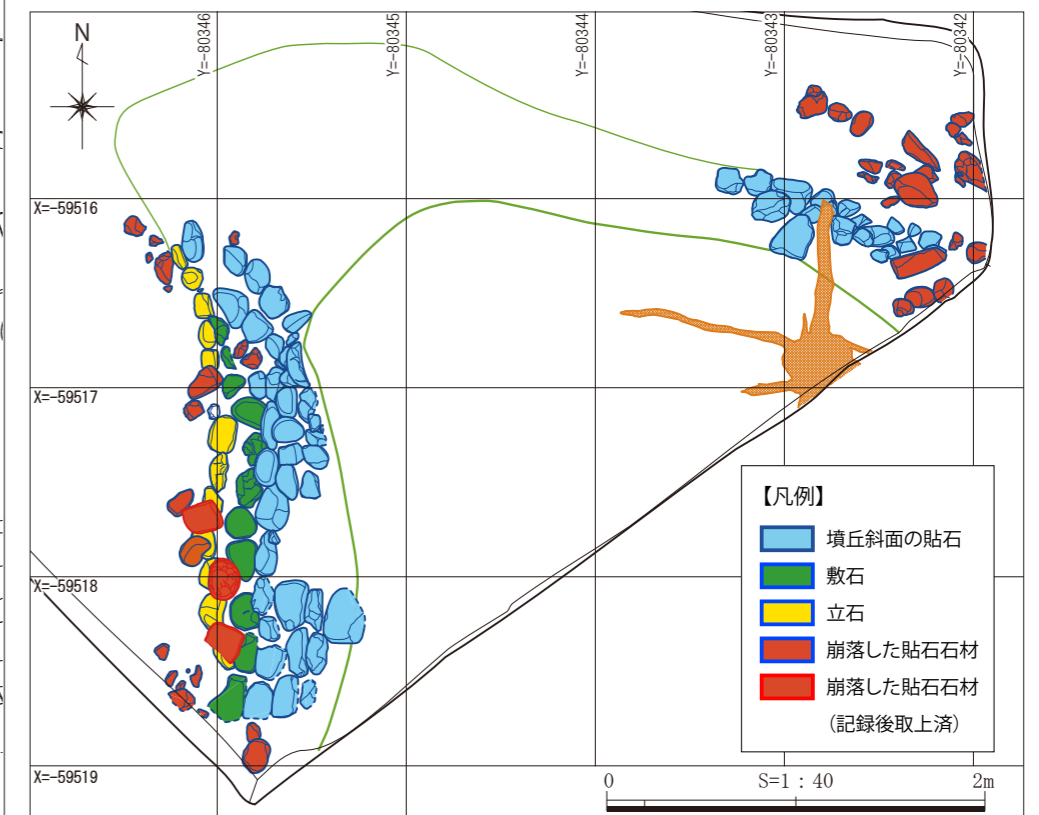 N
Y=-80346
Y=-80345
Y=-80344
Y=-80343
Y=-80342
X=-59516
X=-59517
X=-59518
X=-59519
【凡例】
墳丘斜面の貼石
敷石
立石
崩落した貼石石材
崩落した貼石石材
（記録後取上済）
0 S=1：40 2m